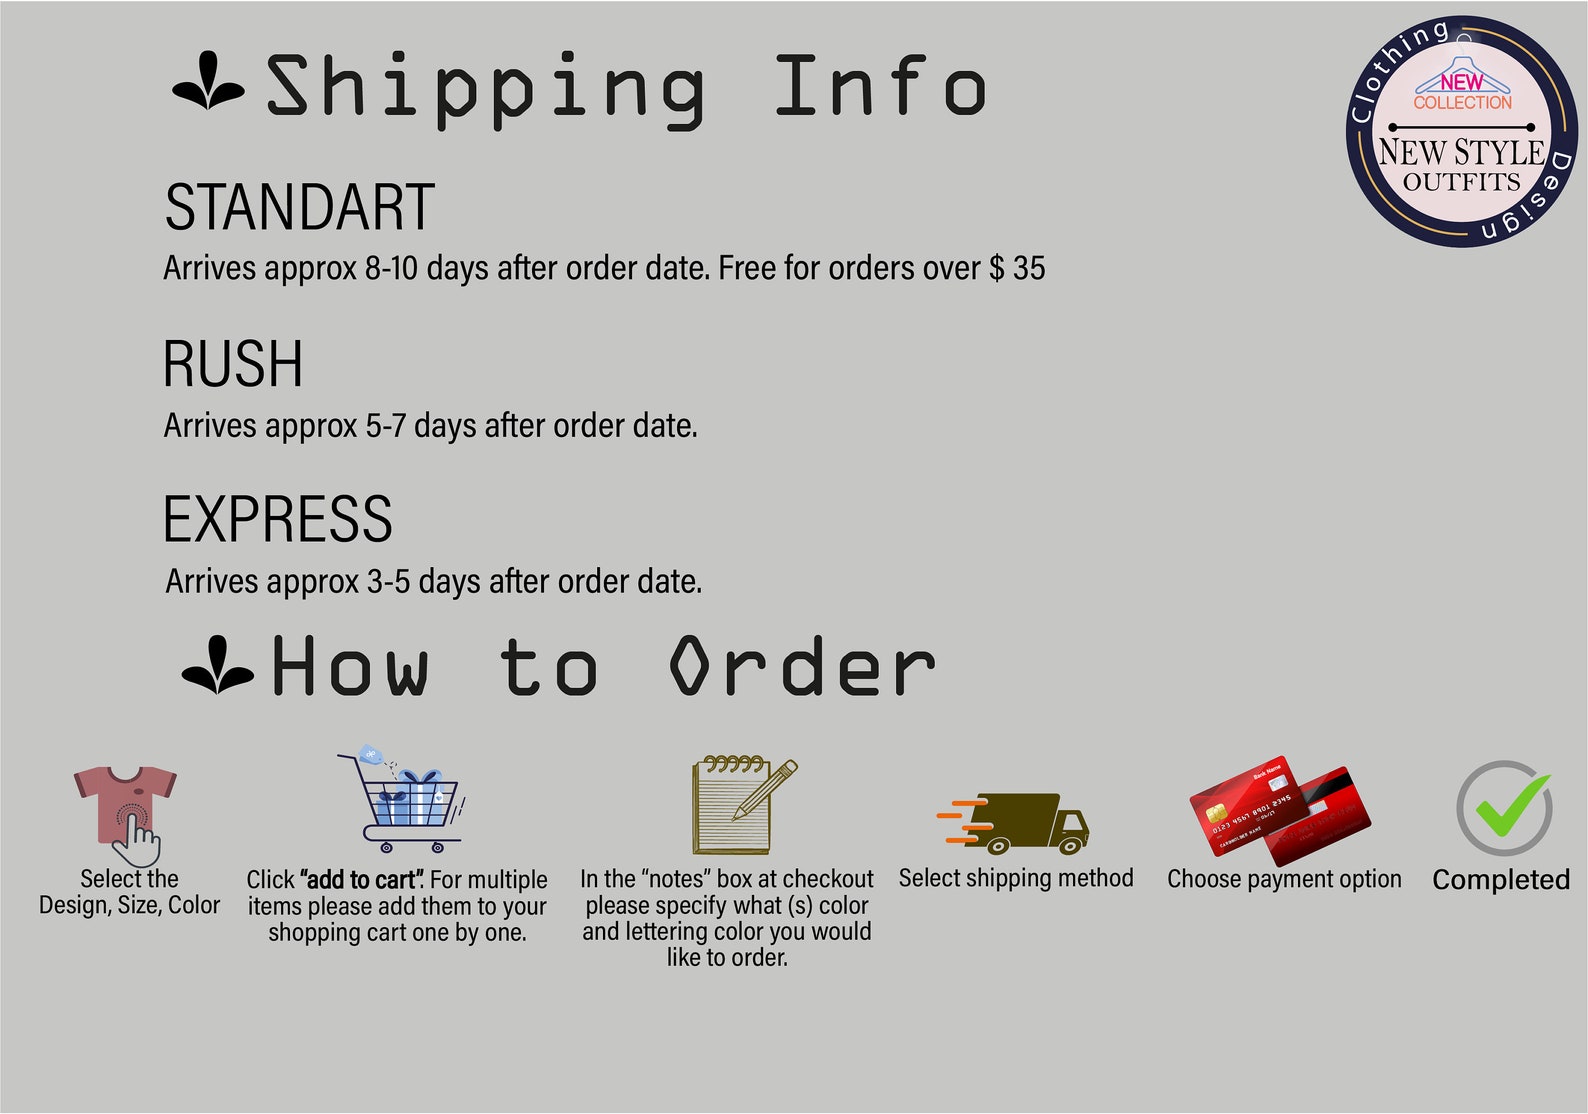 Shipping Info
Clothing Design
NEW
COLLECTION
NEW STYLE
OUTFITS
STANDART
Arrives approx 8-10 days after order date. Free for orders over $ 35
RUSH
Arrives approx 5-7 days after order date.
EXPRESS
Arrives approx 3-5 days after order date.
How to Order
Select the
Design, Size, Color
Click “add to cart”. For multiple
items please add them to your
shopping cart one by one.
In the “notes” box at checkout
please specify what (s) color
and lettering color you would
like to order.
Select shipping method
Bank Name
0123 4567 8901 2345
CARDHOLDER NAME
Choose payment option
Completed